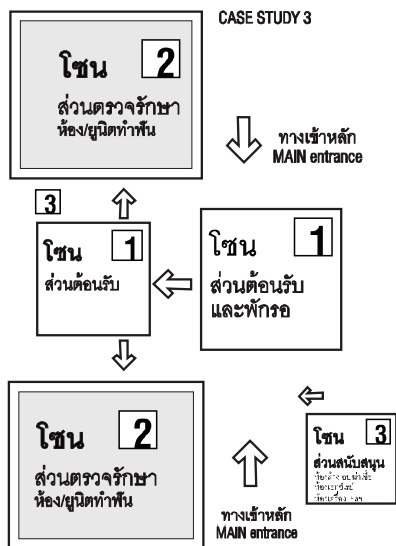 CASE STUDY 3
โซน 2
ส่วนตรวจรักษา
ห้อง/ยูนิตทำฟัน
ทางเข้าหลัก
MAIN entrance
3
โซน 1
ส่วนต้อนรับ
โซน 1
ส่วนต้อนรับ
และพักรอ
โซน 2
ส่วนตรวจรักษา
ห้อง/ยูนิตทำฟัน
ทางเข้าหลัก
MAIN entrance
โซน 3
ส่วนสนับสนุน